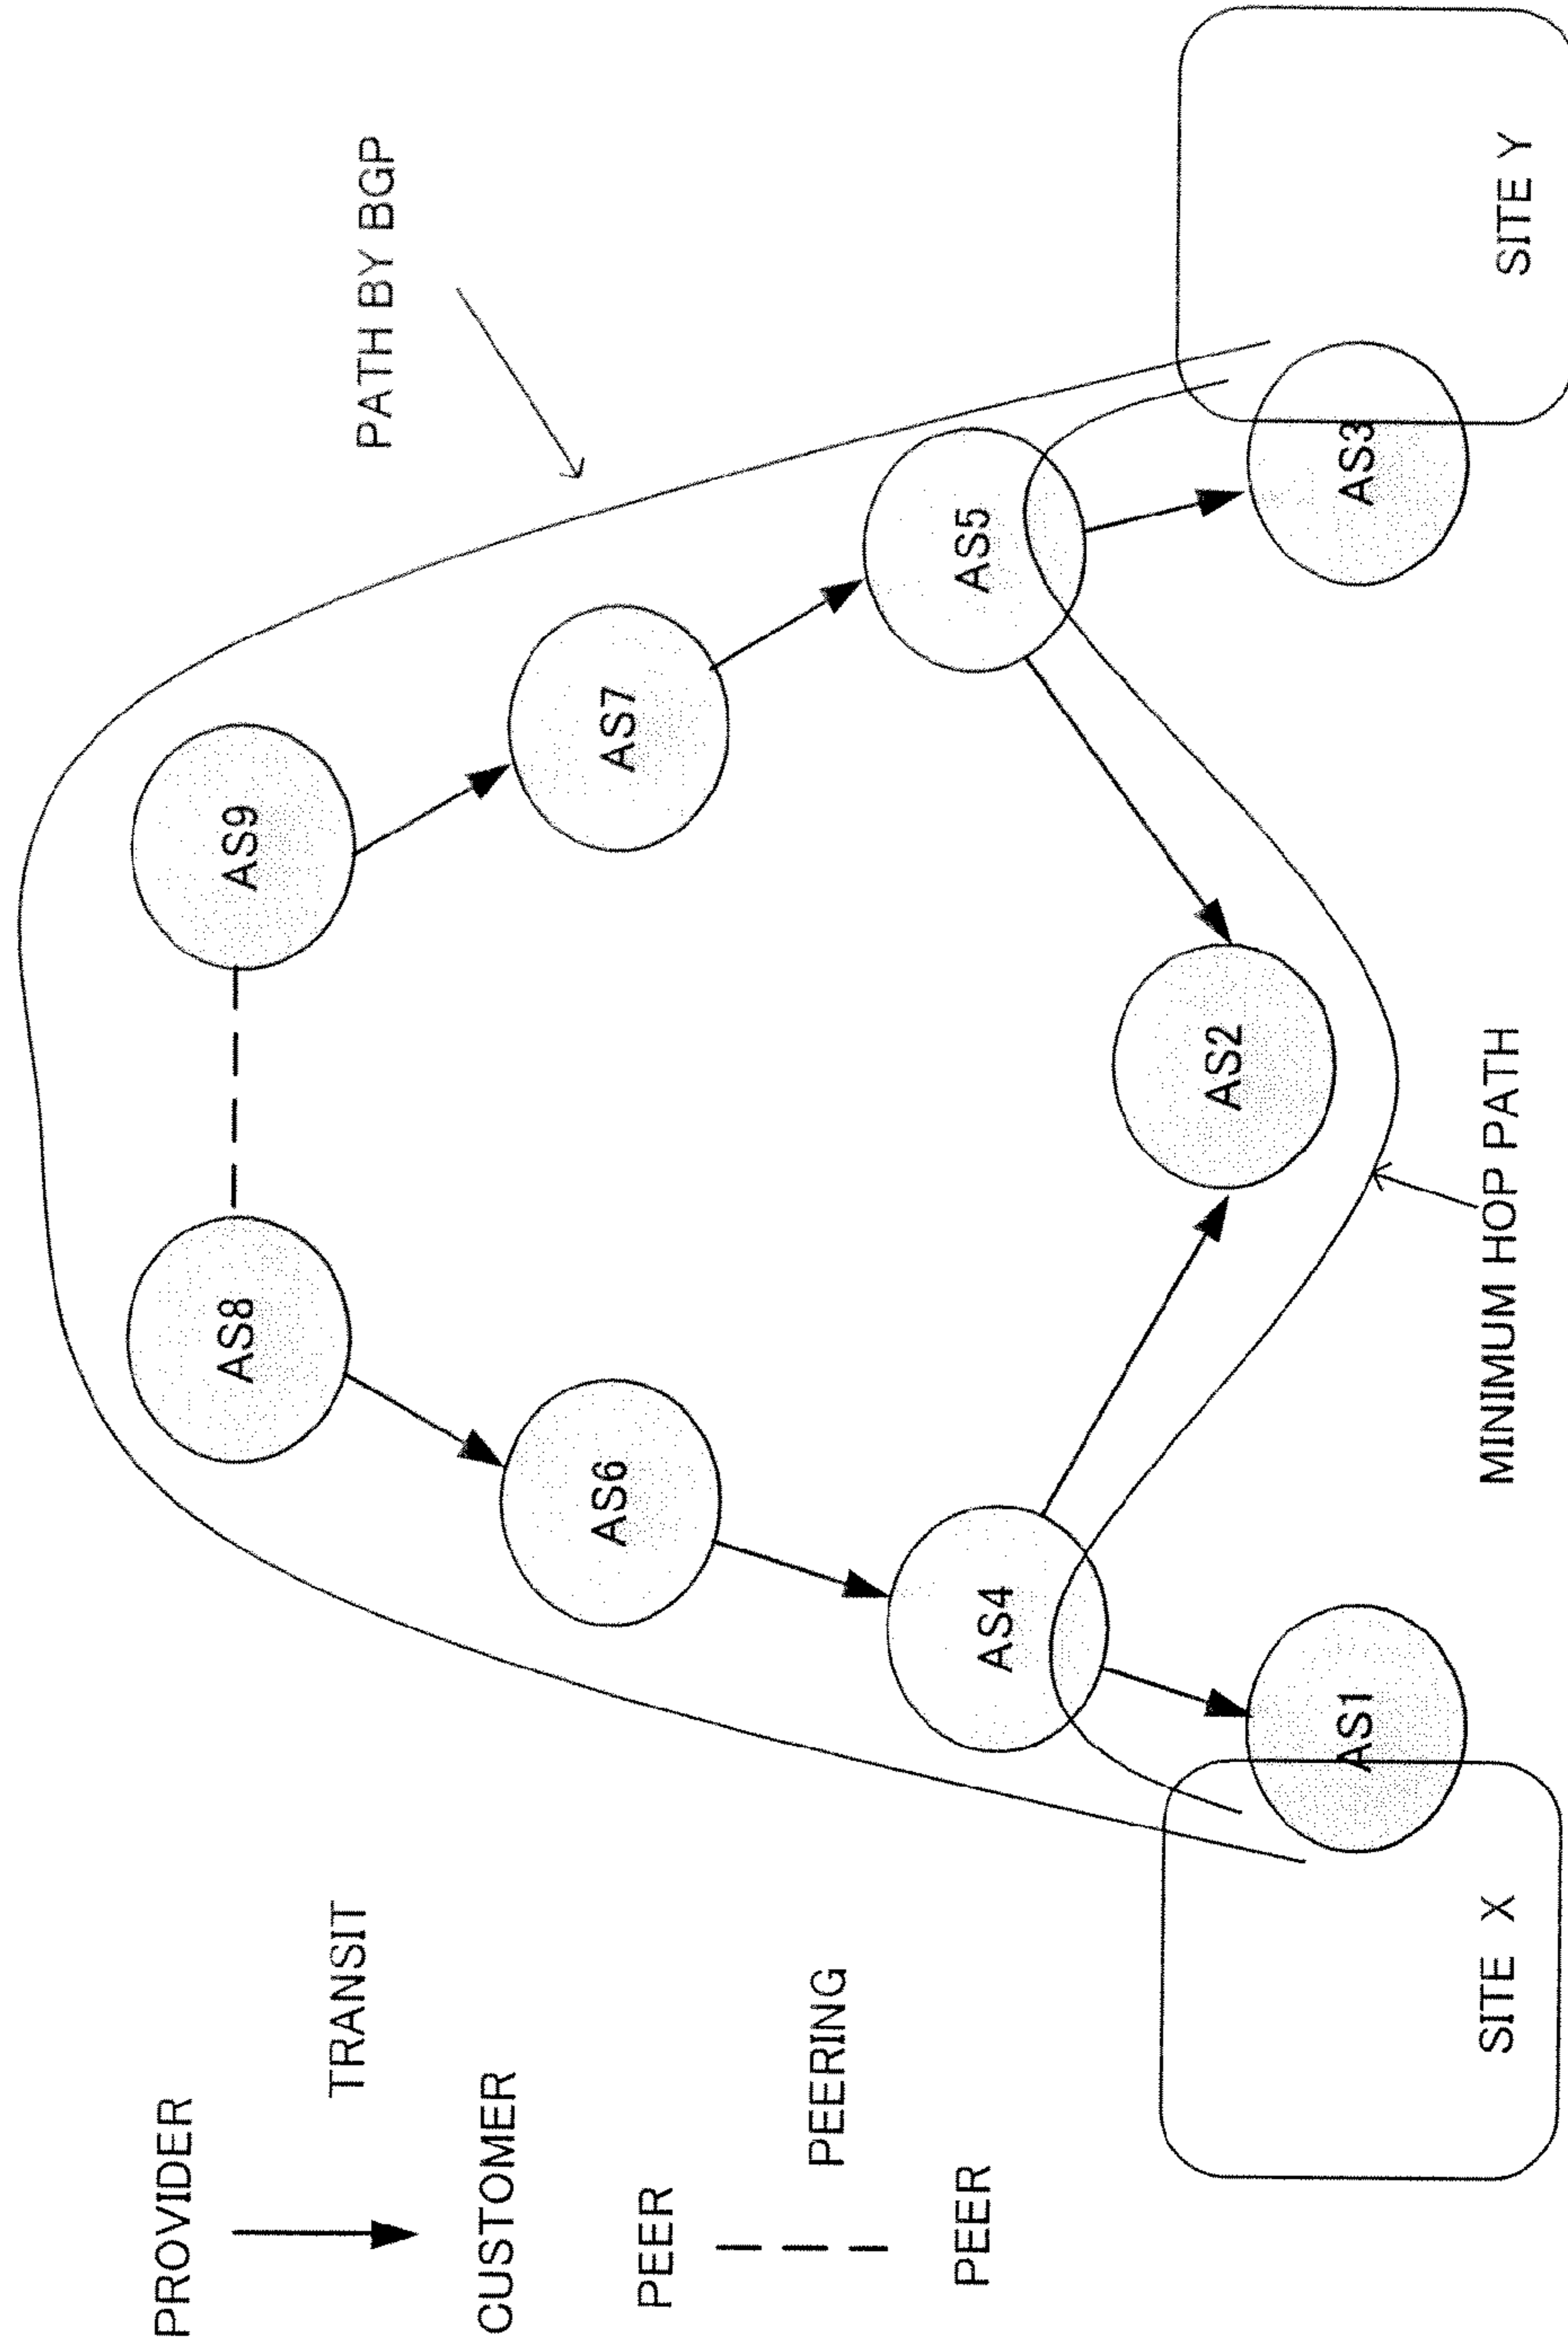 PROVIDER
TRANSIT
CUSTOMER
PEER
PEERING
PEER
PATH BY BGP
AS8
AS9
AS6
AS7
AS4
AS5
AS2
AS1
AS3
SITE X
SITE Y
MINIMUM HOP PATH